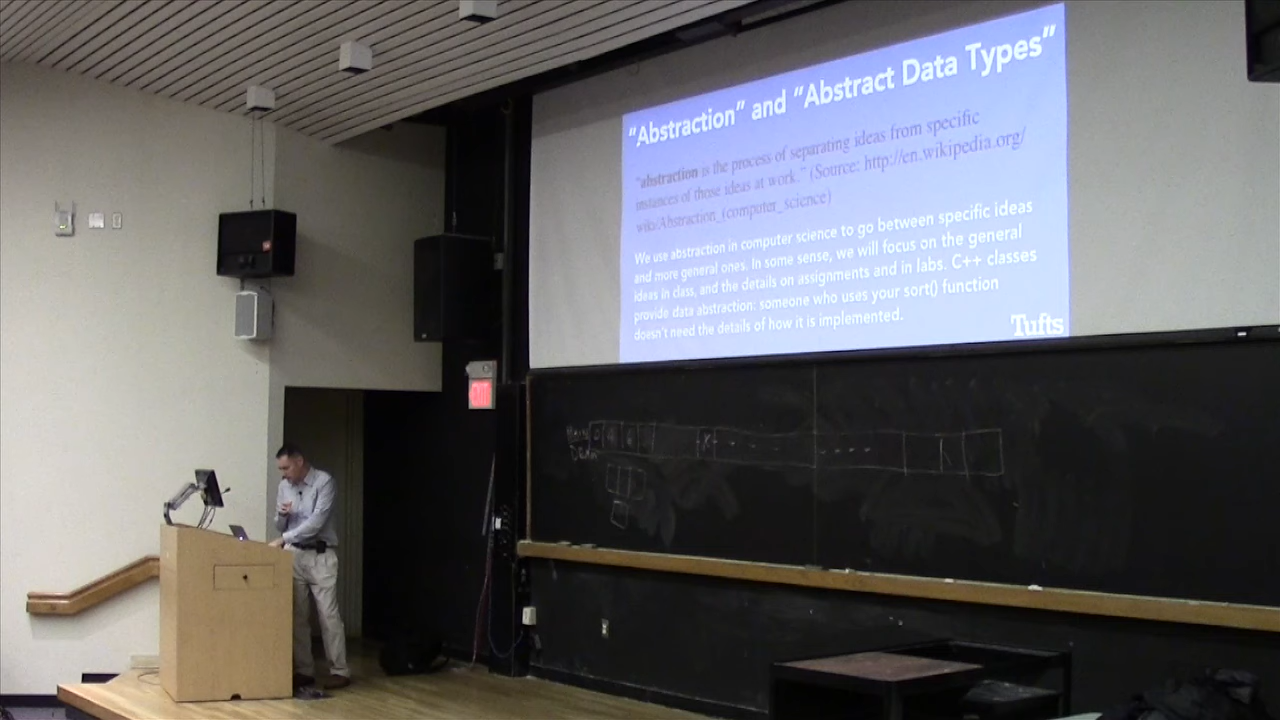 “Abstraction” and “Abstract Data Types”
“abstraction is the process of separating ideas from specific
instances of those ideas at work.” (Source: http://en.wikipedia.org/
wiki/Abstraction_(computer_science)
We use abstraction in computer science to go between specific ideas
and more general ones. In some sense, we will focus on the general
ideas in class, and the details on assignments and in labs. C++ classes
provide data abstraction: someone who uses your sort() function
doesn't need the details of how it is implemented.
Tufts
EXIT